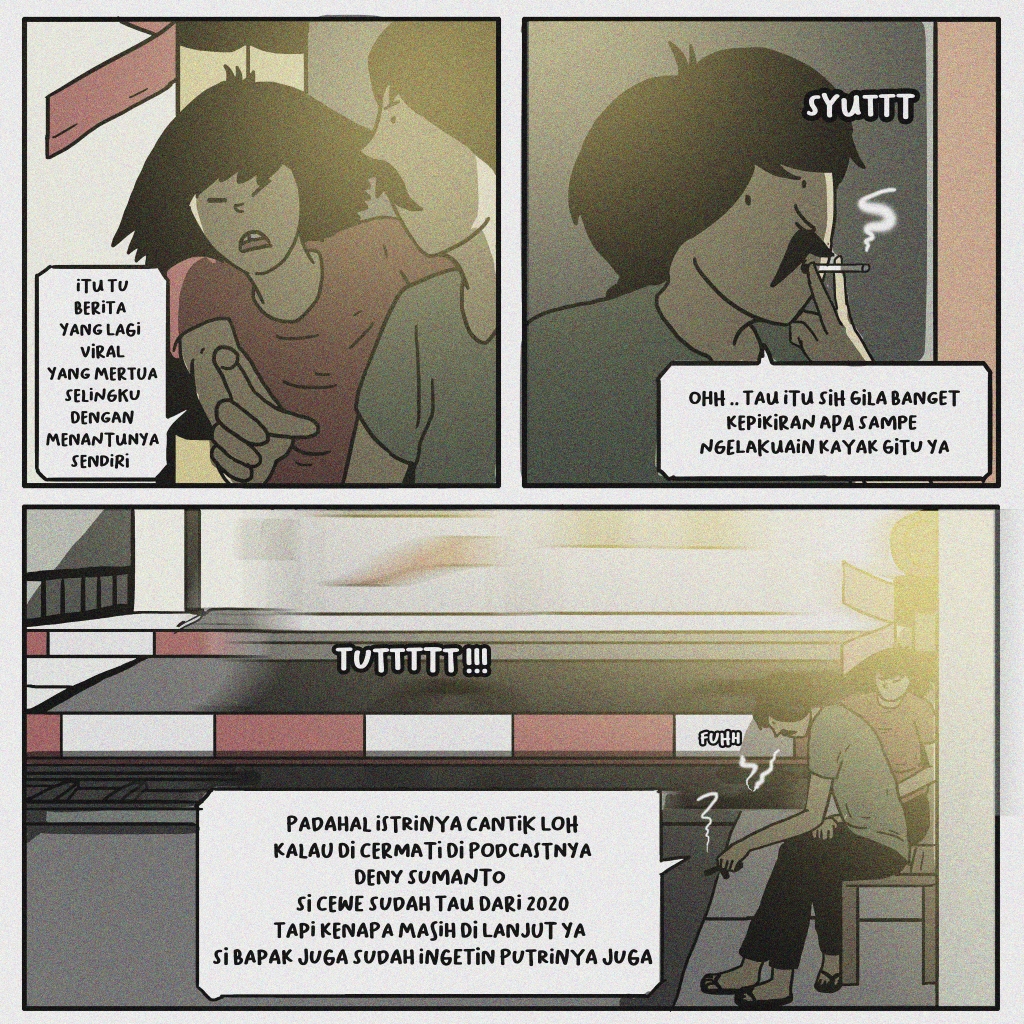 iTU TU
BERiTA
YANG LAGi
ViRAL
YANG MERTUA
SELiNGKU
DENGAN
MENANTUNYA
SENDiRi
SYUTTT
OHH .. TAU iTU SiH GiLA BANGET
KEPiKiRAN APA SAMPE
NGELAKUAiN KAYAK GiTU YA
TUTTTTT !!!
FUHH
PADAHAL iSTRiNYA CANTiK LOH
KALAU Di CERMATi Di PODCASTNYA
DENY SUMANTO
Si CEWE SUDAH TAU DARi 2020
TAPi KENAPA MASiH Di LANJUT YA
Si BAPAK JUGA SUDAH iNGETiN PUTRiNYA JUGA